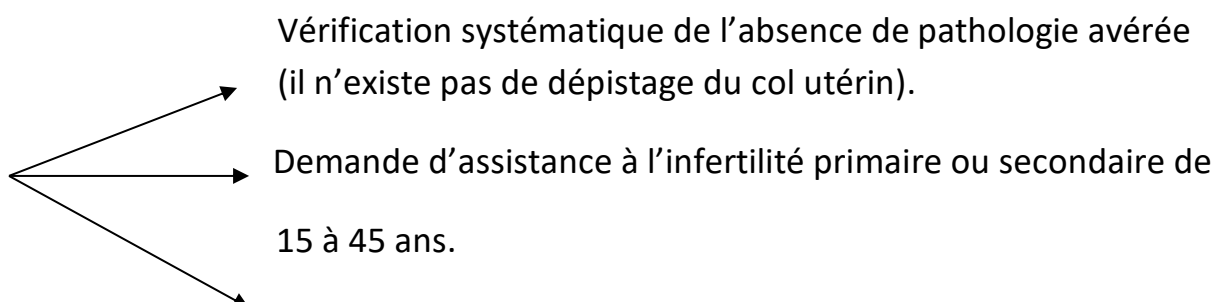 Vérification systématique de l’absence de pathologie avérée
(il n’existe pas de dépistage du col utérin).
Demande d’assistance à l’infertilité primaire ou secondaire de
15 à 45 ans.